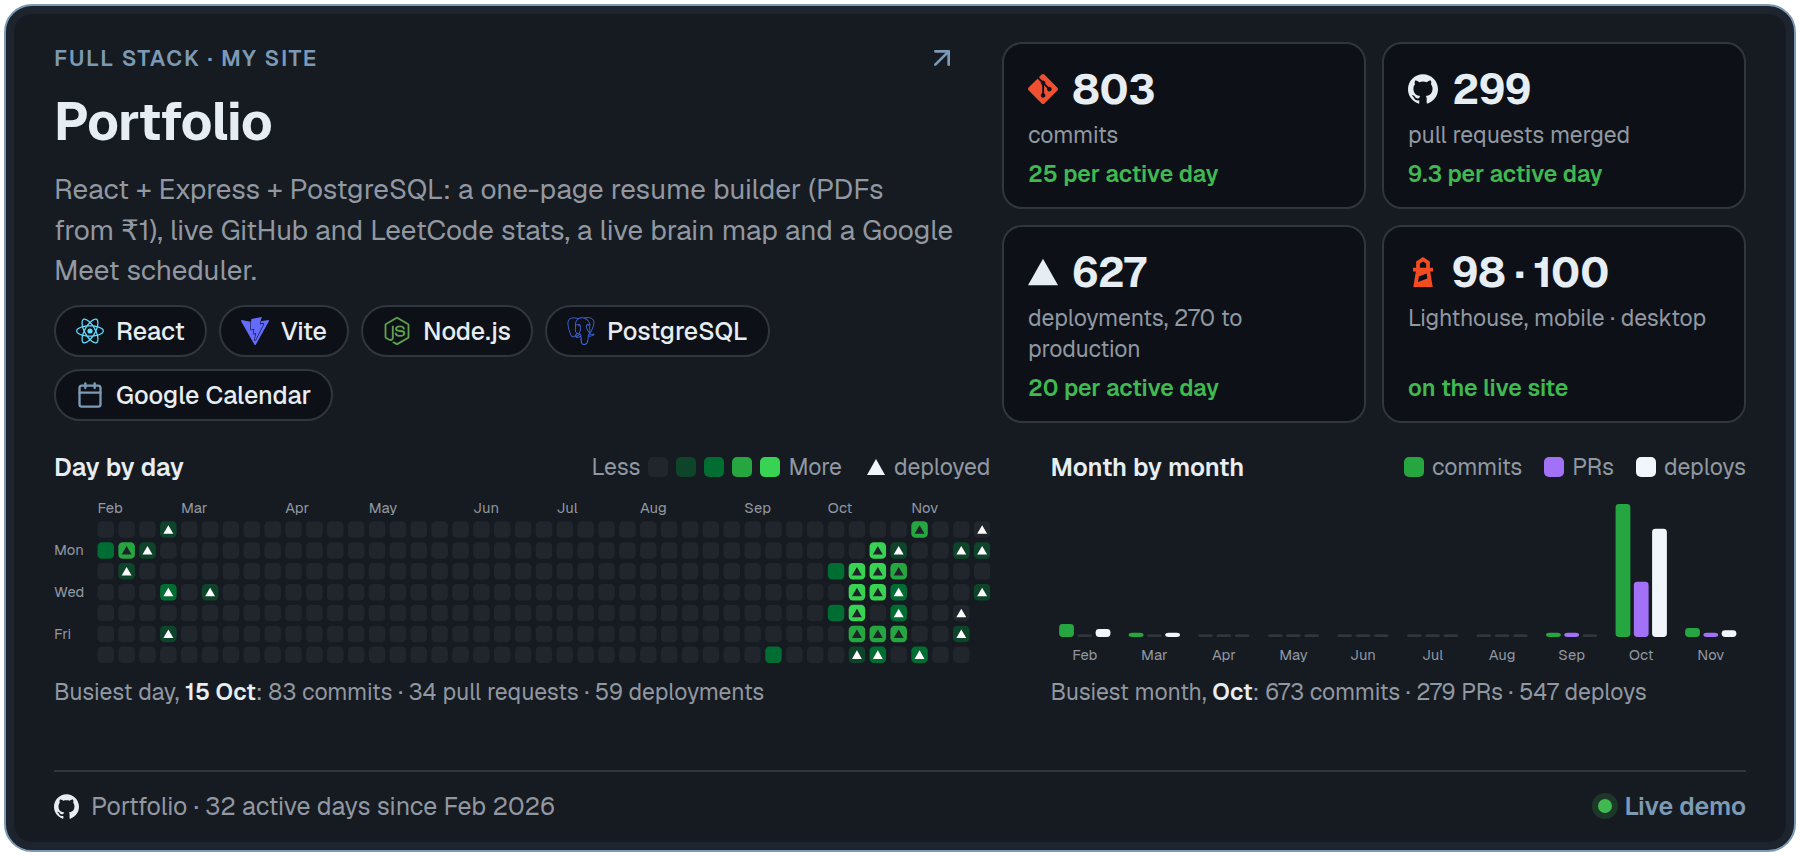 FULL STACK · MY SITE
Portfolio
React + Express + PostgreSQL: a one-page resume builder (PDFs
from ₹1), live GitHub and LeetCode stats, a live brain map and a Google
Meet scheduler.
React
Vite
Node.js
PostgreSQL
Google Calendar
803
commits
25 per active day
299
pull requests merged
9.3 per active day
627
deployments, 270 to
production
20 per active day
98 · 100
Lighthouse, mobile · desktop
on the live site
Day by day
Less
More
deployed
Feb Mar Apr May Jun Jul Aug Sep Oct Nov
Mon
Wed
Fri
Busiest day, 15 Oct: 83 commits · 34 pull requests · 59 deployments
Month by month
commits
PRs
deploys
Feb Mar Apr May Jun Jul Aug Sep Oct Nov
Busiest month, Oct: 673 commits · 279 PRs · 547 deploys
Portfolio · 32 active days since Feb 2026
Live demo